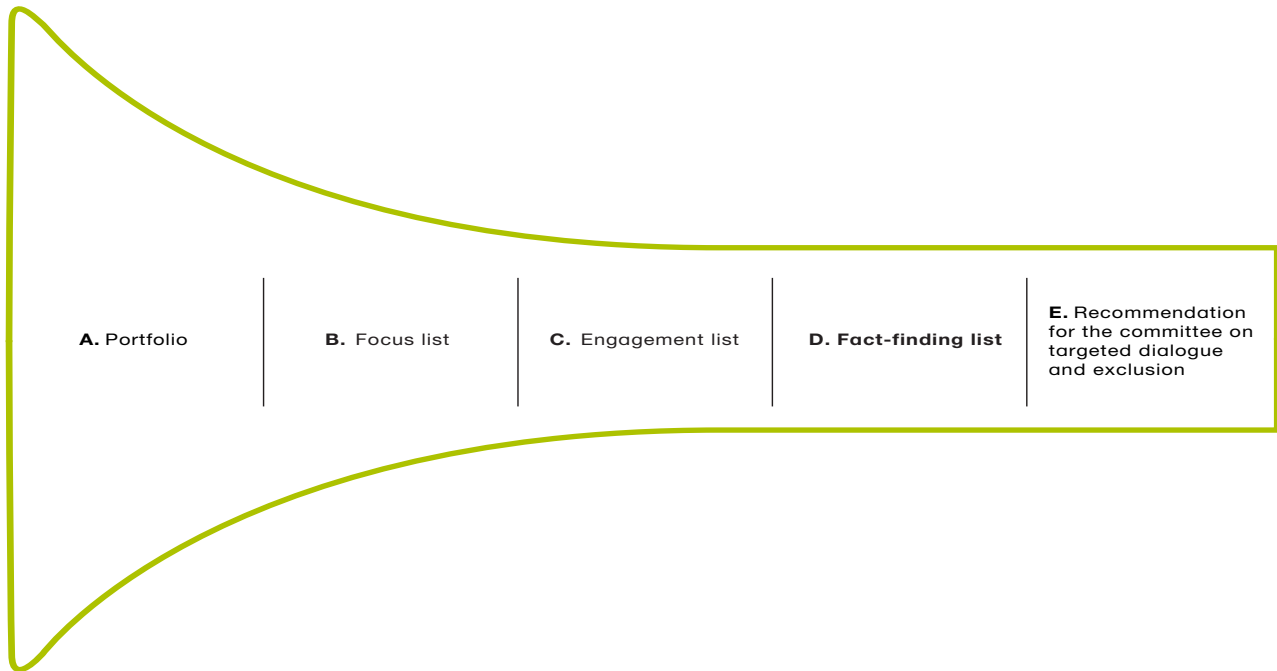 A. Portfolio
B. Focus list
C. Engagement list
D. Fact-finding list
E. Recommendation
for the committee on
targeted dialogue
and exclusion